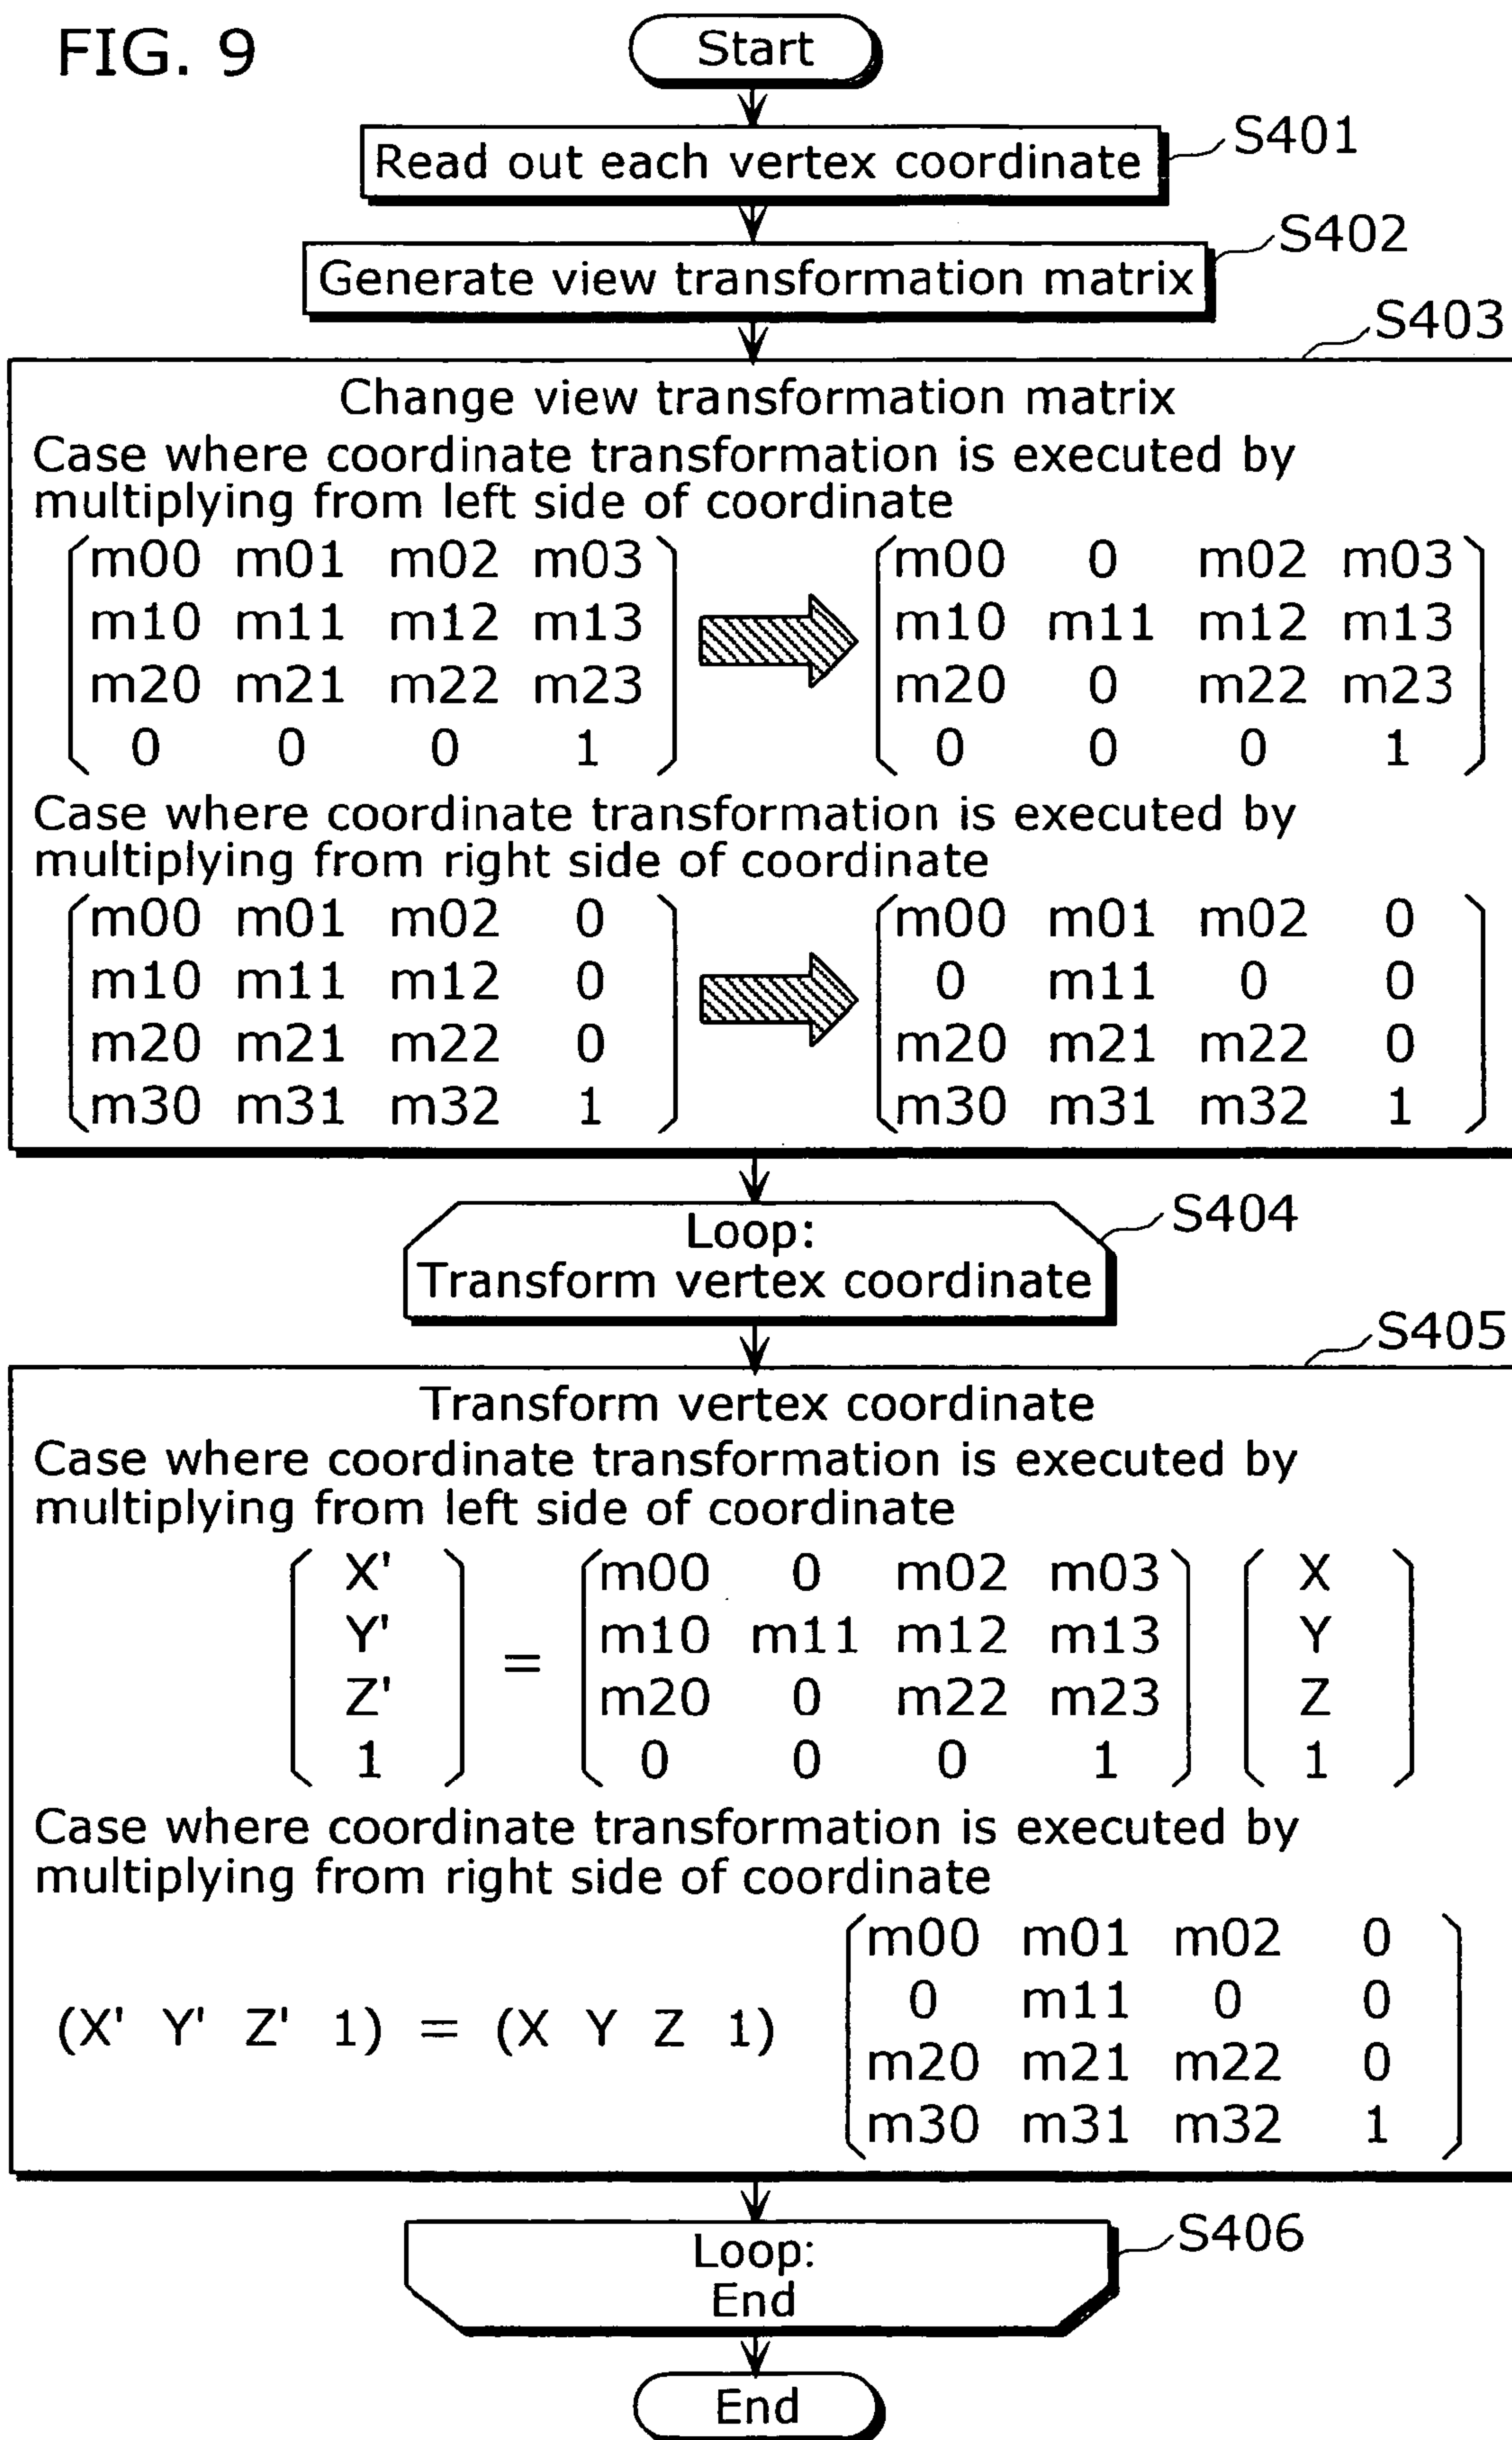 FIG. 9
Start
Read out each vertex coordinate
S401
Generate view transformation matrix
S402
S403
Change view transformation matrix
Case where coordinate transformation is executed by
multiplying from left side of coordinate
m00 m01 m02 m03 m00 0 m02 m03
m10 m11 m12 m13 m10 m11 m12 m13
m20 m21 m22 m23 m20 0 m22 m23
0 0 0 1 0 0 0 1
Case where coordinate transformation is executed by
multiplying from right side of coordinate
m00 m01 m02 0 m00 m01 m02 0
m10 m11 m12 0 0 m11 0 0
m20 m21 m22 0 m20 m21 m22 0
m30 m31 m32 1 m30 m31 m32 1
Loop:
Transform vertex coordinate
S404
S405
Transform vertex coordinate
Case where coordinate transformation is executed by
multiplying from left side of coordinate
X' m00 0 m02 m03 X
Y' = m10 m11 m12 m13 Y
Z' m20 0 m22 m23 Z
1 0 0 0 1 1
Case where coordinate transformation is executed by
multiplying from right side of coordinate
m00 m01 m02 0
(X' Y' Z' 1) = (X Y Z 1) 0 m11 0 0
m20 m21 m22 0
m30 m31 m32 1
Loop:
End
S406
End